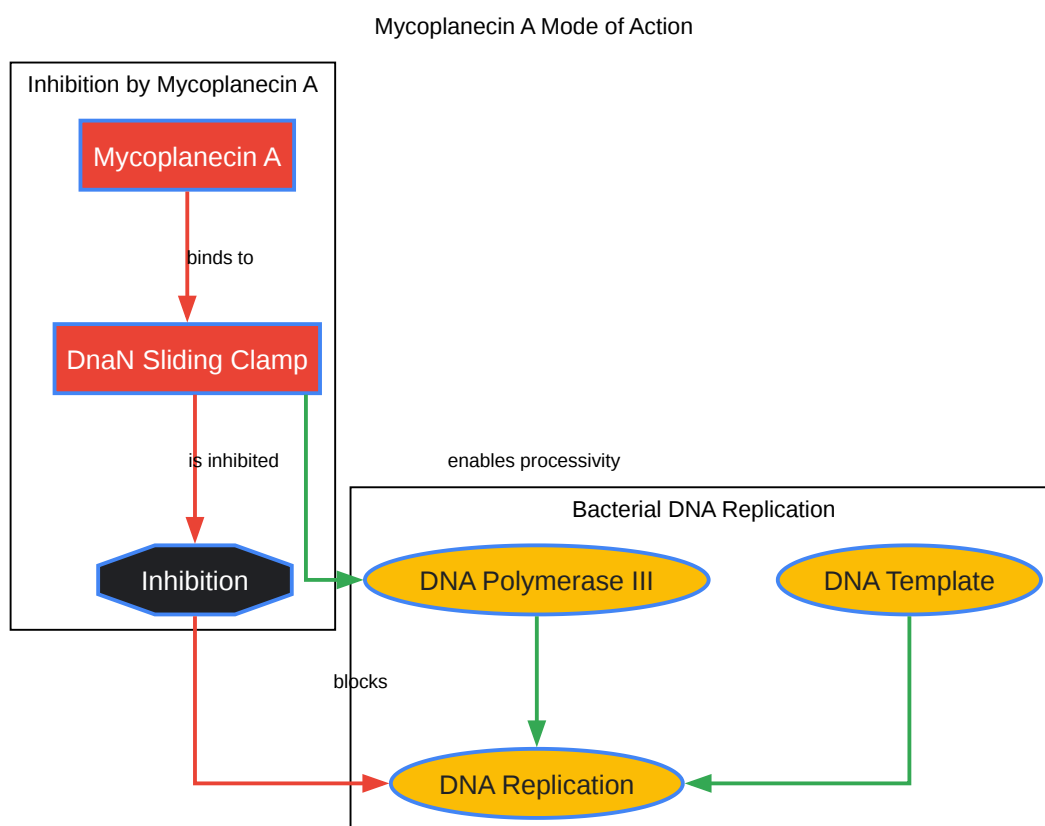 Mycoplanecin A Mode of Action
Inhibition by Mycoplanecin A
Mycoplanecin A
binds to
DnaN Sliding Clamp
is inhibited
enables processivity
Bacterial DNA Replication
Inhibition
DNA Polymerase III
DNA Template
blocks
DNA Replication